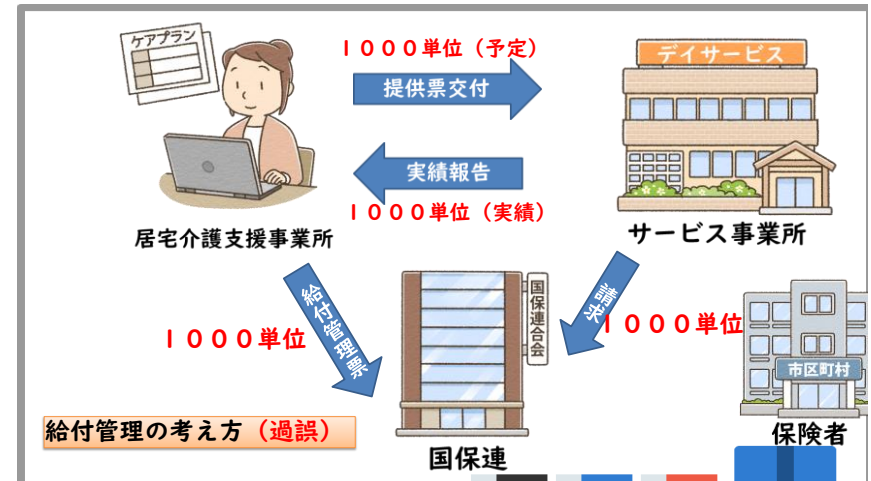 ケアプラン
1000単位（予定）
提供票交付
デイサービス
実績報告
1000単位（実績）
居宅介護支援事業所
サービス事業所
給付管理票
1000単位
国保連合会
請求
1000単位
市区町村
給付管理の考え方（過誤）
国保連
保険者